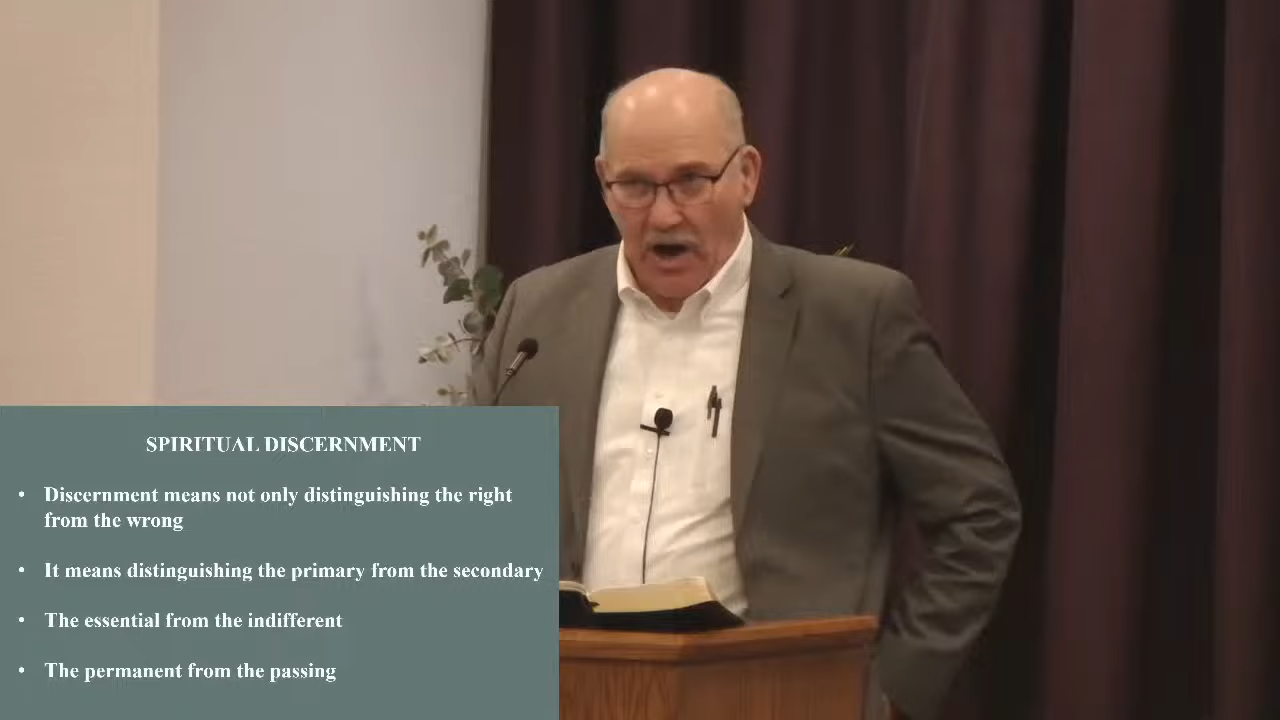 SPIRITUAL DISCERNMENT
• Discernment means not only distinguishing the right
from the wrong
• It means distinguishing the primary from the secondary
• The essential from the indifferent
• The permanent from the passing